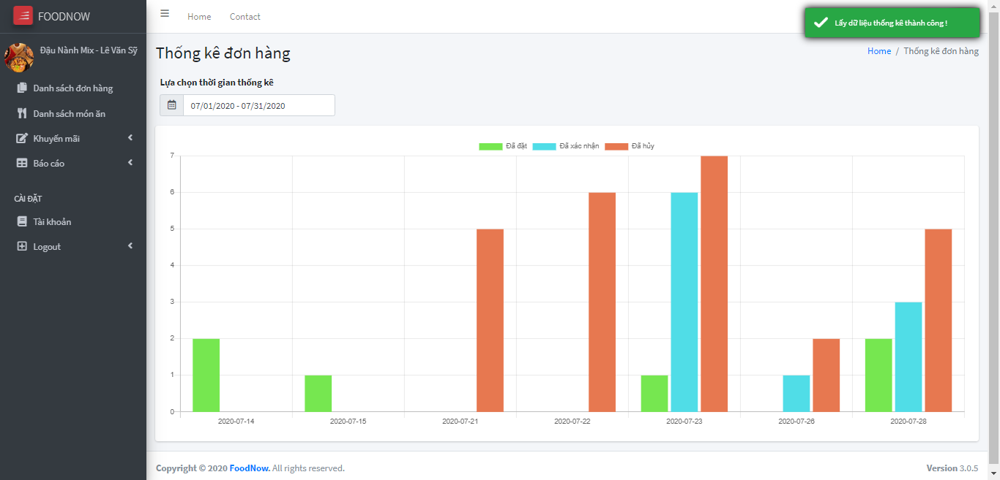 FOODNOW
Đậu Nành Mix - Lê Văn Sỹ
Danh sách đơn hàng
Danh sách món ăn
Khuyến mãi
Báo cáo
CÀI ĐẶT
Tài khoản
Logout
Home Contact
Lấy dữ liệu thống kê thành công !
Thống kê đơn hàng
Home / Thống kê đơn hàng
Lựa chọn thời gian thống kê
07/01/2020 - 07/31/2020
Đã đặt Đã xác nhận Đã hủy
7
6
5
4
3
2
1
0
2020-07-14 2020-07-15 2020-07-21 2020-07-22 2020-07-23 2020-07-26 2020-07-28
Copyright © 2020 FoodNow. All rights reserved.
Version 3.0.5